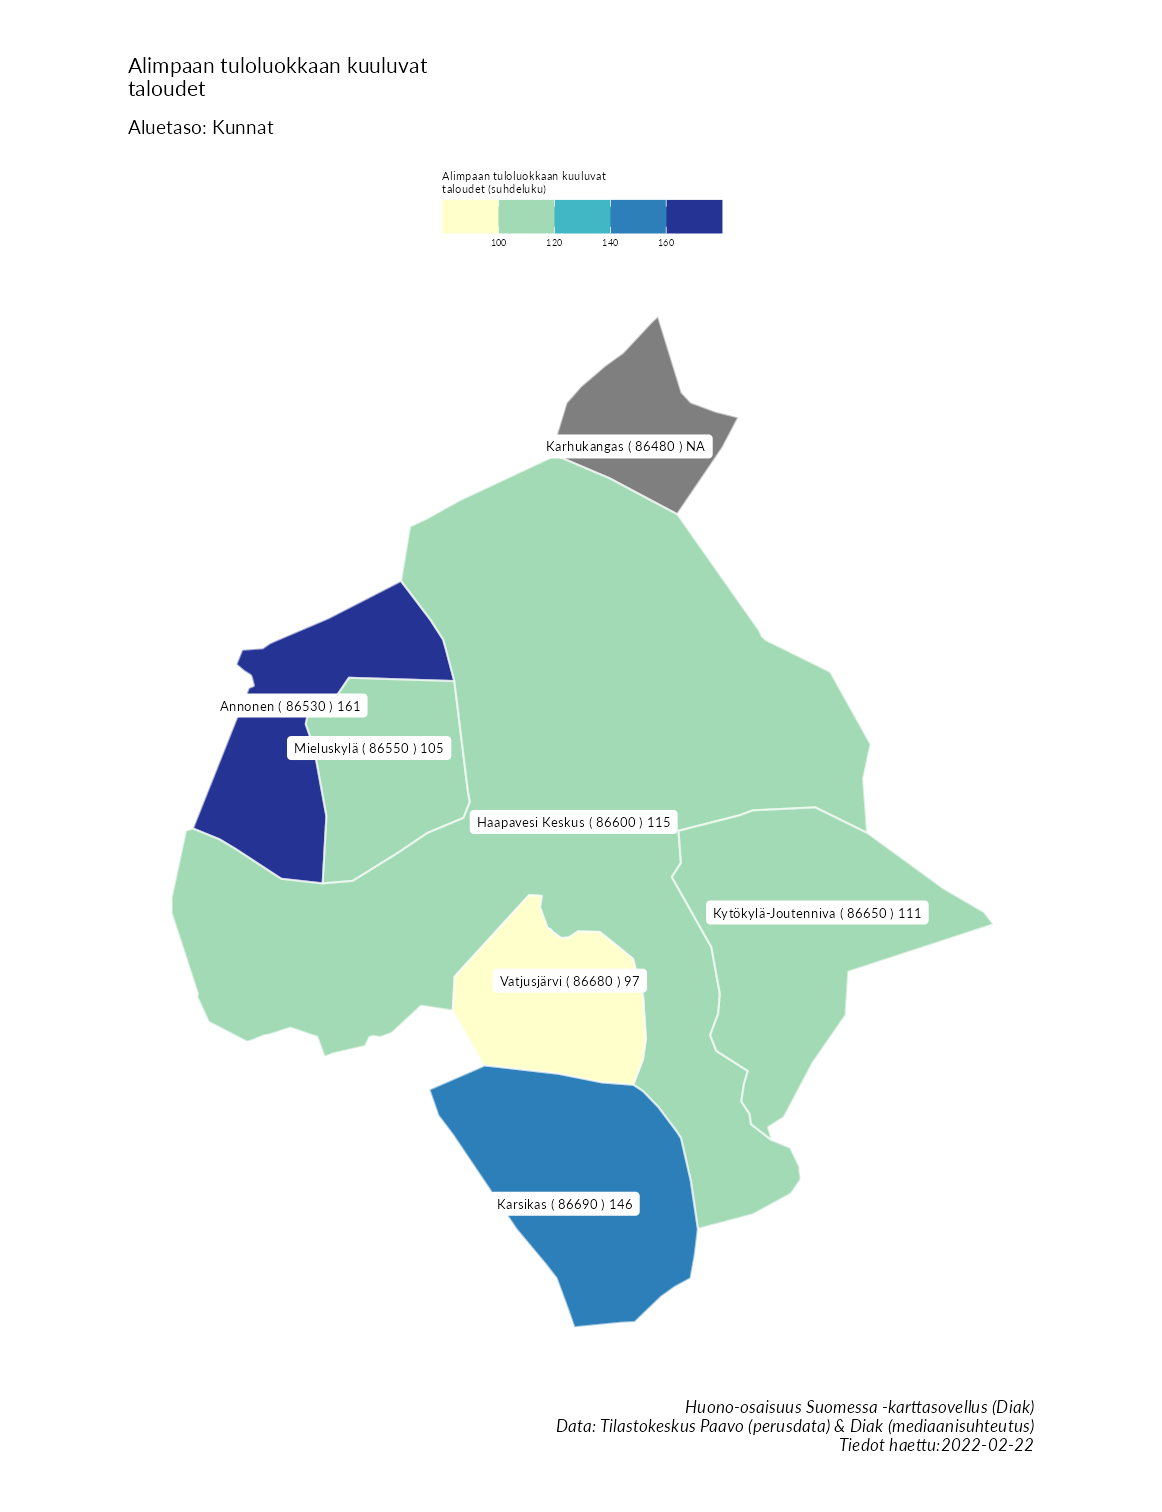 Alimpaan tuloluokkaan kuuluvat
taloudet
Aluetaso: Kunnat
Alimpaan tuloluokkaan kuuluvat
taloudet (suhdeluku)
100 120 140 160
Karhukangas ( 86480 ) NA
Annonen ( 86530 ) 161
Mieluskylä ( 86550 ) 105
Haapavesi Keskus ( 86600 ) 115
Kytökylä-Joutenniva ( 86650 ) 111
Vatjusjärvi ( 86680 ) 97
Karsikas ( 86690 ) 146
Huono-osaisuus Suomessa -karttasovellus (Diak)
Data: Tilastokeskus Paavo (perusdata) & Diak (mediaanisuhteutus)
Tiedot haettu:2022-02-22